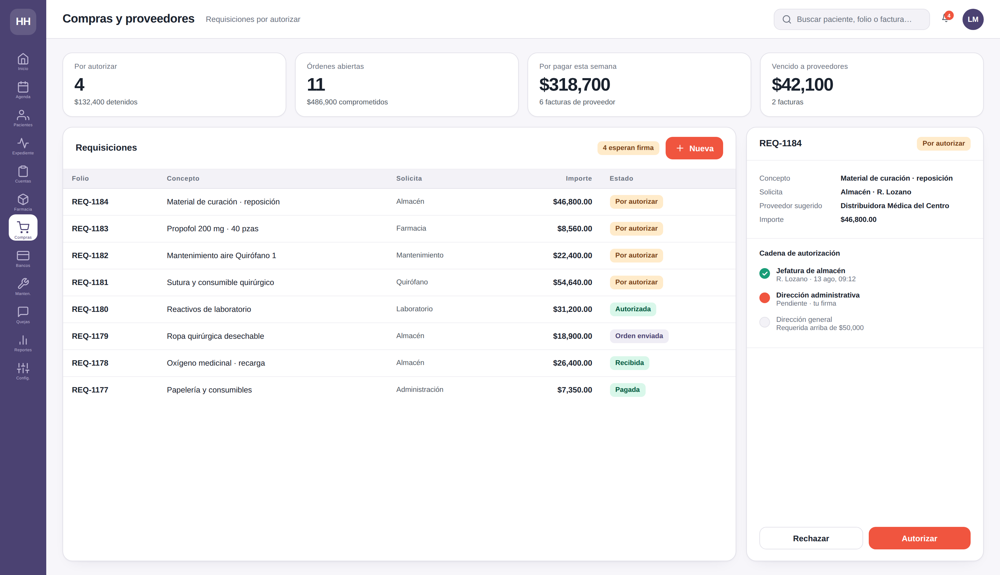 HH
Inicio
Agenda
Pacientes
Expediente
Cuentas
Farmacia
Compras
Bancos
Manten.
Quejas
Reportes
Config.
Compras y proveedores
Requisiciones por autorizar
Buscar paciente, folio o factura…
4
LM
Por autorizar
4
$132,400 detenidos
Órdenes abiertas
11
$486,900 comprometidos
Por pagar esta semana
$318,700
6 facturas de proveedor
Vencido a proveedores
$42,100
2 facturas
Requisiciones
4 esperan firma
Nueva
Folio Concepto Solicita Importe Estado
REQ-1184 Material de curación · reposición Almacén $46,800.00 Por autorizar
REQ-1183 Propofol 200 mg · 40 pzas Farmacia $8,560.00 Por autorizar
REQ-1182 Mantenimiento aire Quirófano 1 Mantenimiento $22,400.00 Por autorizar
REQ-1181 Sutura y consumible quirúrgico Quirófano $54,640.00 Por autorizar
REQ-1180 Reactivos de laboratorio Laboratorio $31,200.00 Autorizada
REQ-1179 Ropa quirúrgica desechable Almacén $18,900.00 Orden enviada
REQ-1178 Oxígeno medicinal · recarga Almacén $26,400.00 Recibida
REQ-1177 Papelería y consumibles Administración $7,350.00 Pagada
REQ-1184 Por autorizar
Concepto Material de curación · reposición
Solicita Almacén · R. Lozano
Proveedor sugerido Distribuidora Médica del Centro
Importe $46,800.00
Cadena de autorización
Jefatura de almacén
R. Lozano · 13 ago, 09:12
Dirección administrativa
Pendiente · tu firma
Dirección general
Requerida arriba de $50,000
Rechazar
Autorizar